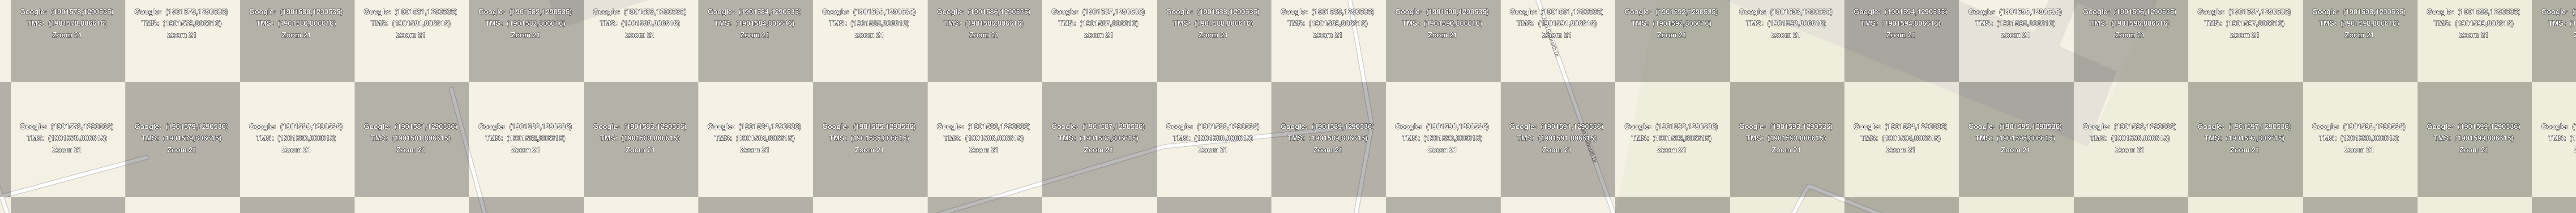 Google: (1901578,1290535)
TMS: (1901578,806616)
Zoom 21
Google: (1901579,1290535)
TMS: (1901579,806616)
Zoom 21
Google: (1901580,1290535)
TMS: (1901580,806616)
Zoom 21
Google: (1901581,1290535)
TMS: (1901581,806616)
Zoom 21
Google: (1901582,1290535)
TMS: (1901582,806616)
Zoom 21
Google: (1901583,1290535)
TMS: (1901583,806616)
Zoom 21
Google: (1901584,1290535)
TMS: (1901584,806616)
Zoom 21
Google: (1901585,1290535)
TMS: (1901585,806616)
Zoom 21
Google: (1901586,1290535)
TMS: (1901586,806616)
Zoom 21
Google: (1901587,1290535)
TMS: (1901587,806616)
Zoom 21
Google: (1901588,1290535)
TMS: (1901588,806616)
Zoom 21
Google: (1901589,1290535)
TMS: (1901589,806616)
Zoom 21
Google: (1901590,1290535)
TMS: (1901590,806616)
Zoom 21
Google: (1901591,1290535)
TMS: (1901591,806616)
Zoom 21
Google: (1901592,1290535)
TMS: (1901592,806616)
Zoom 21
Google: (1901593,1290535)
TMS: (1901593,806616)
Zoom 21
Google: (1901594,1290535)
TMS: (1901594,806616)
Zoom 21
Google: (1901595,1290535)
TMS: (1901595,806616)
Zoom 21
Google: (1901596,1290535)
TMS: (1901596,806616)
Zoom 21
Google: (1901597,1290535)
TMS: (1901597,806616)
Zoom 21
Google: (1901598,1290535)
TMS: (1901598,806616)
Zoom 21
Google: (1901599,1290535)
TMS: (1901599,806616)
Zoom 21
Google: (1901578,1290536)
TMS: (1901578,806615)
Zoom 21
Google: (1901579,1290536)
TMS: (1901579,806615)
Zoom 21
Google: (1901580,1290536)
TMS: (1901580,806615)
Zoom 21
Google: (1901581,1290536)
TMS: (1901581,806615)
Zoom 21
Google: (1901582,1290536)
TMS: (1901582,806615)
Zoom 21
Google: (1901583,1290536)
TMS: (1901583,806615)
Zoom 21
Google: (1901584,1290536)
TMS: (1901584,806615)
Zoom 21
Google: (1901585,1290536)
TMS: (1901585,806615)
Zoom 21
Google: (1901586,1290536)
TMS: (1901586,806615)
Zoom 21
Google: (1901587,1290536)
TMS: (1901587,806615)
Zoom 21
Google: (1901588,1290536)
TMS: (1901588,806615)
Zoom 21
Google: (1901589,1290536)
TMS: (1901589,806615)
Zoom 21
Google: (1901590,1290536)
TMS: (1901590,806615)
Zoom 21
Google: (1901591,1290536)
TMS: (1901591,806615)
Zoom 21
Google: (1901592,1290536)
TMS: (1901592,806615)
Zoom 21
Google: (1901593,1290536)
TMS: (1901593,806615)
Zoom 21
Google: (1901594,1290536)
TMS: (1901594,806615)
Zoom 21
Google: (1901595,1290536)
TMS: (1901595,806615)
Zoom 21
Google: (1901596,1290536)
TMS: (1901596,806615)
Zoom 21
Google: (1901597,1290536)
TMS: (1901597,806615)
Zoom 21
Google: (1901598,1290536)
TMS: (1901598,806615)
Zoom 21
Google: (1901599,1290536)
TMS: (1901599,806615)
Zoom 21